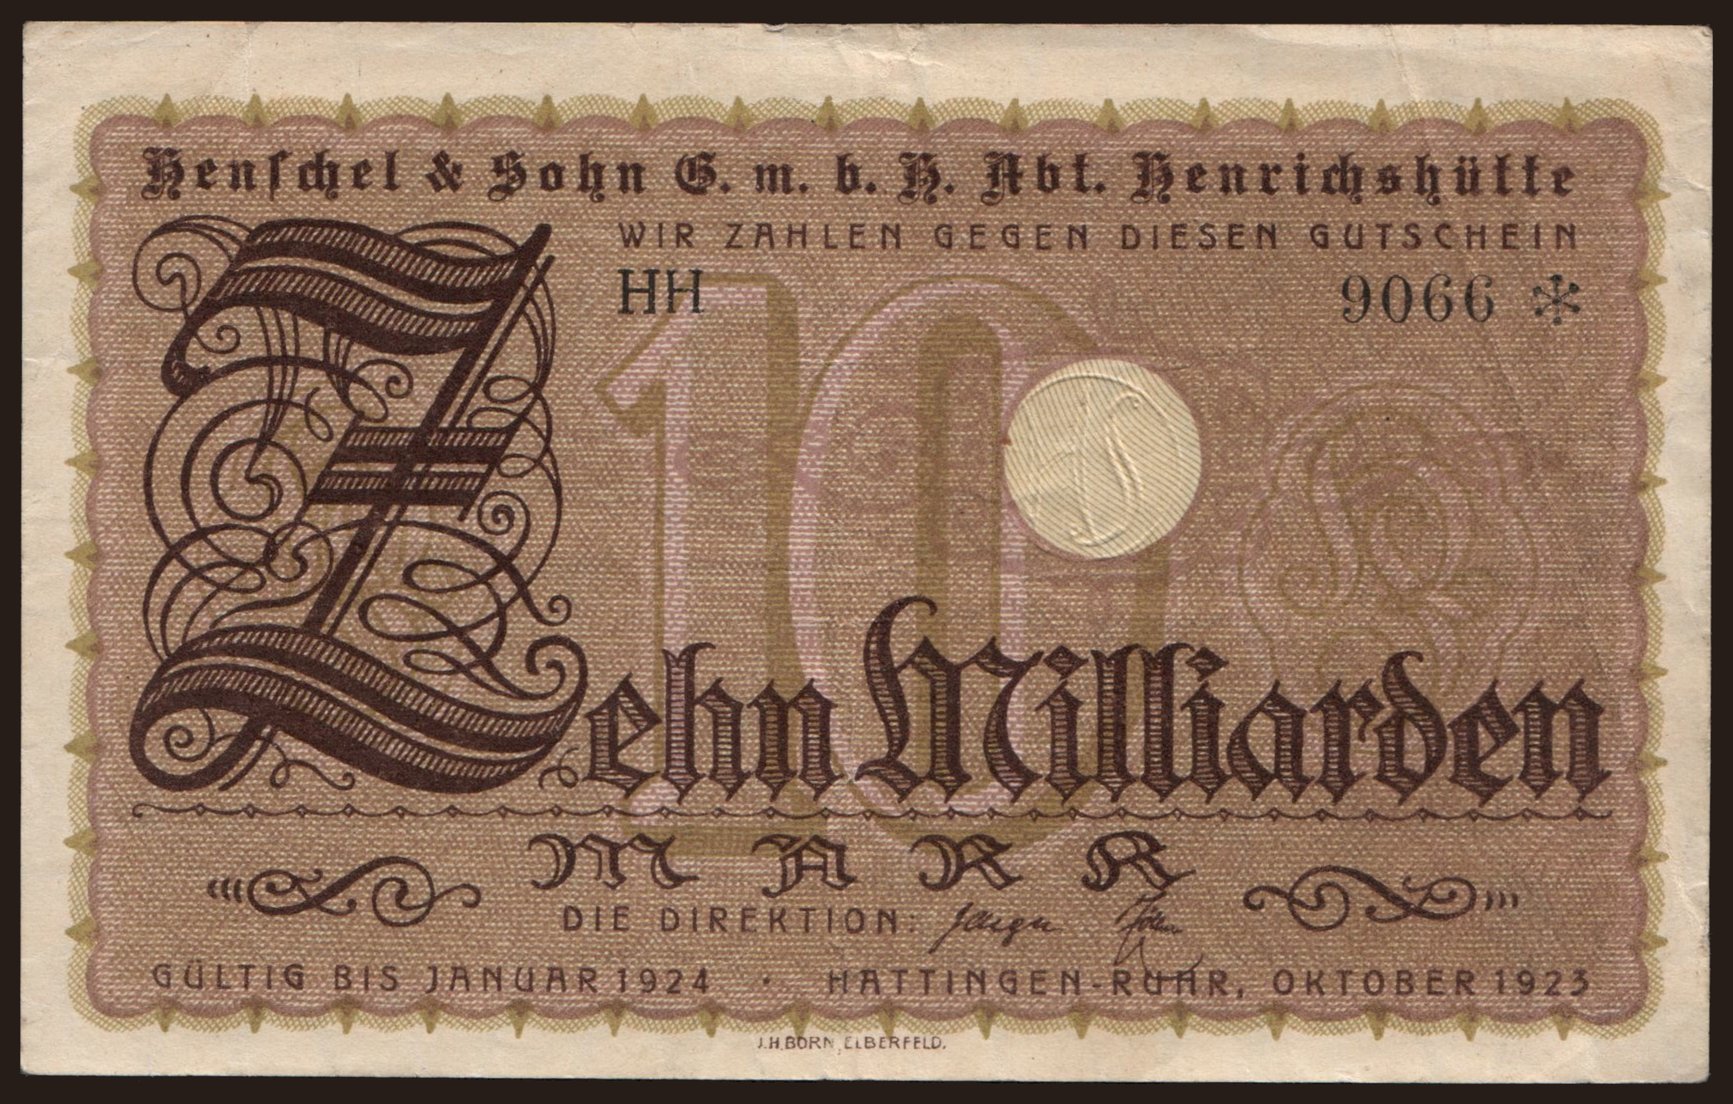 Henschel & Sohn G. m. b. H. Abt. Henrichshütte
WIR ZAHLEN GEGEN DIESEN GUTSCHEIN
HH 9066 *
10
Zehn Milliarden
MARK
DIE DIREKTION:
GÜLTIG BIS JANUAR 1924 · HATTINGEN-RUHR, OKTOBER 1923
J.H.BORN, ELBERFELD.